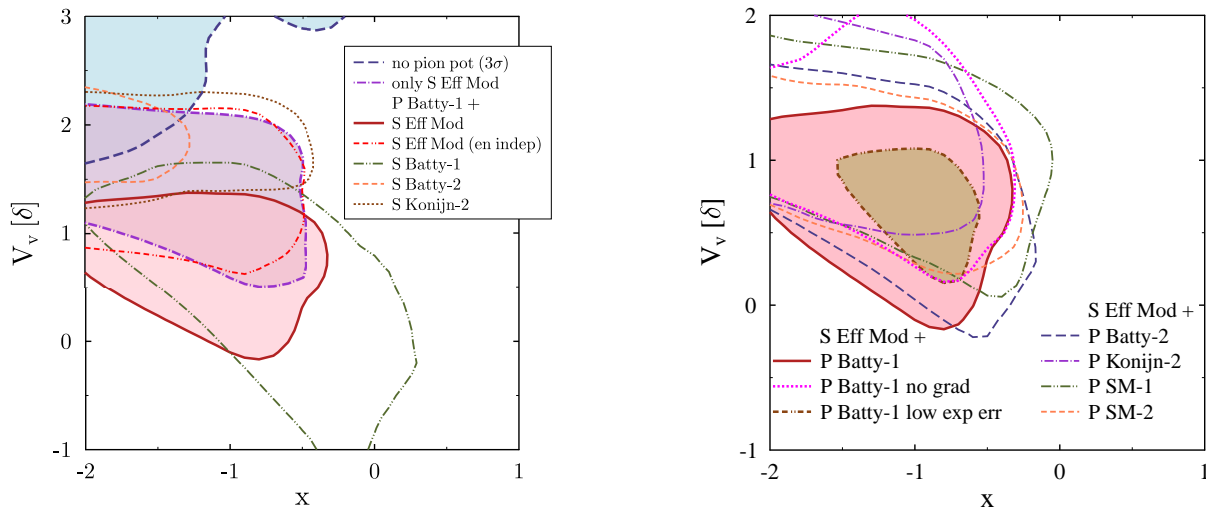 3
2
1
0
-1
-2
-1
0
1
x
V_v [δ]
no pion pot (3σ)
only S Eff Mod
P Batty-1 +
S Eff Mod
S Eff Mod (en indep)
S Batty-1
S Batty-2
S Konijn-2
2
1
0
-1
-2
-1
0
1
x
V_v [δ]
S Eff Mod +
P Batty-1
P Batty-1 no grad
P Batty-1 low exp err
S Eff Mod +
P Batty-2
P Konijn-2
P SM-1
P SM-2